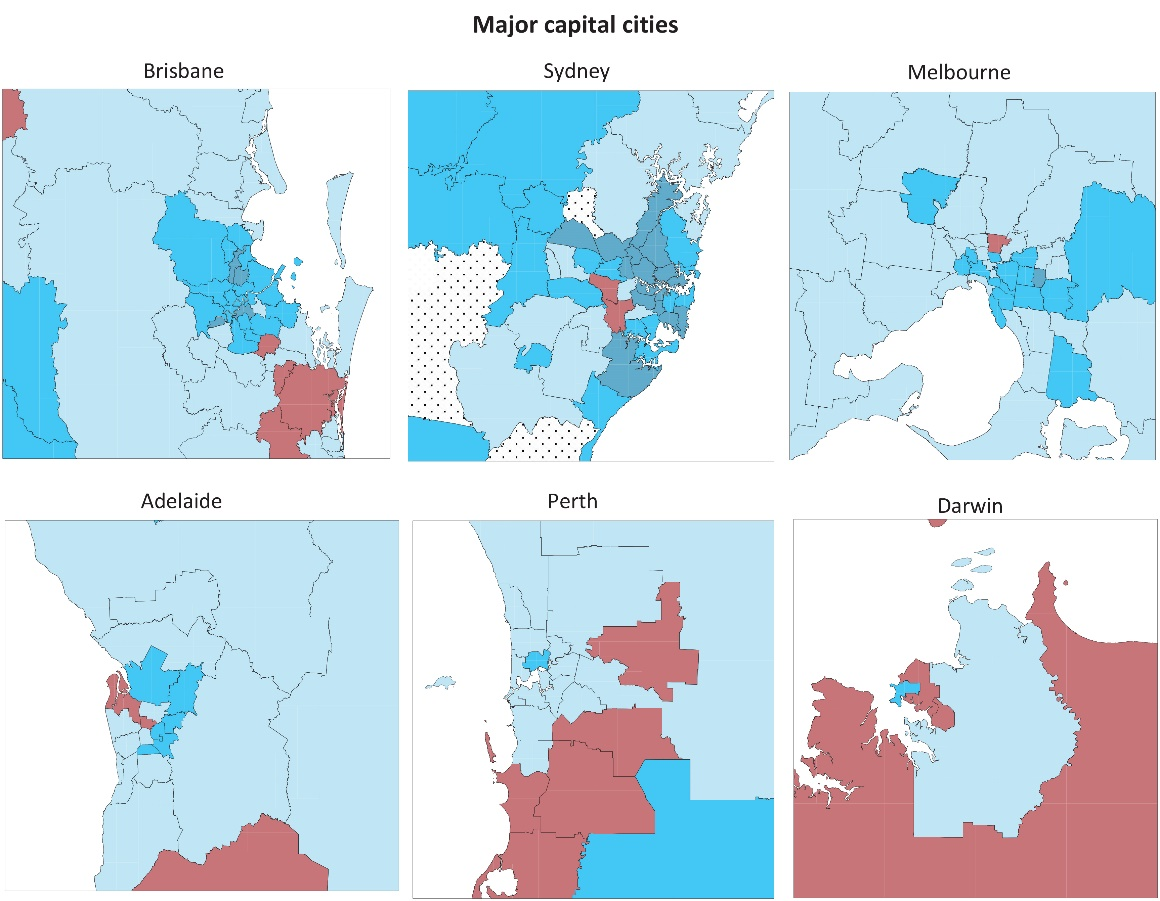 Major capital cities
Brisbane
Sydney
Melbourne
Adelaide
Perth
Darwin